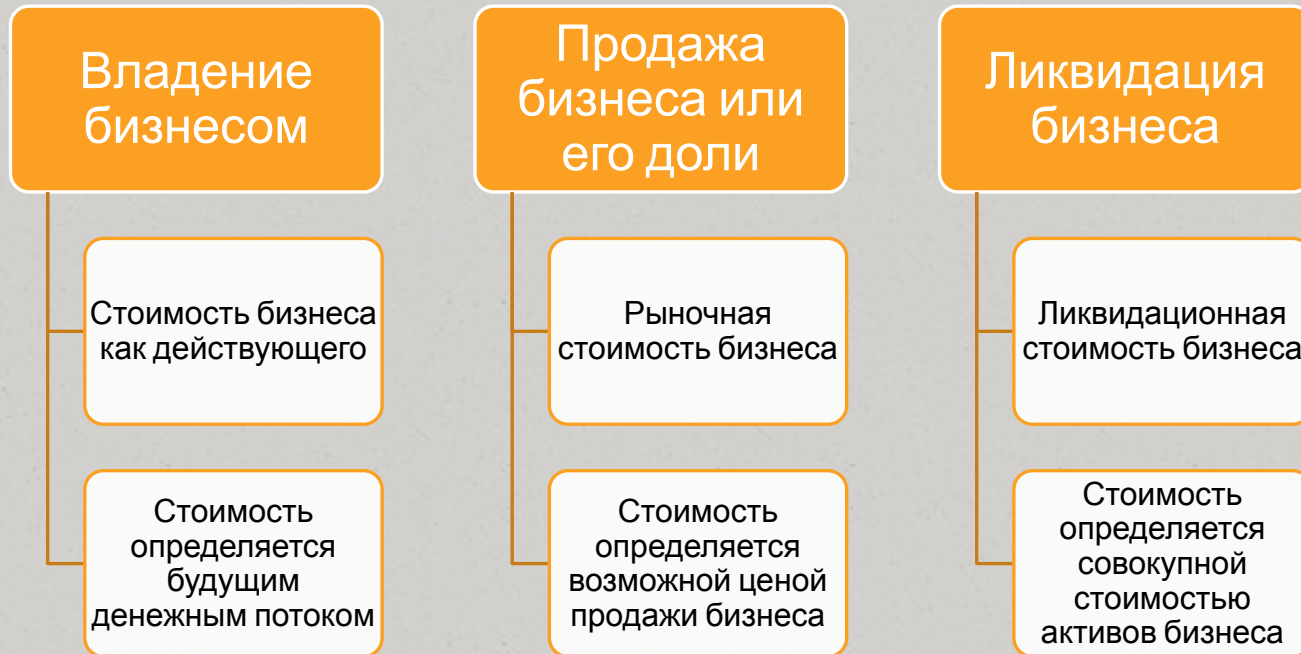 Владение
бизнесом
Стоимость бизнеса
как действующего
Стоимость
определяется
будущим
денежным потоком
Продажа
бизнеса или
его доли
Рыночная
стоимость бизнеса
Стоимость
определяется
возможной ценой
продажи бизнеса
Ликвидация
бизнеса
Ликвидационная
стоимость бизнеса
Стоимость
определяется
совокупной
стоимостью
активов бизнеса